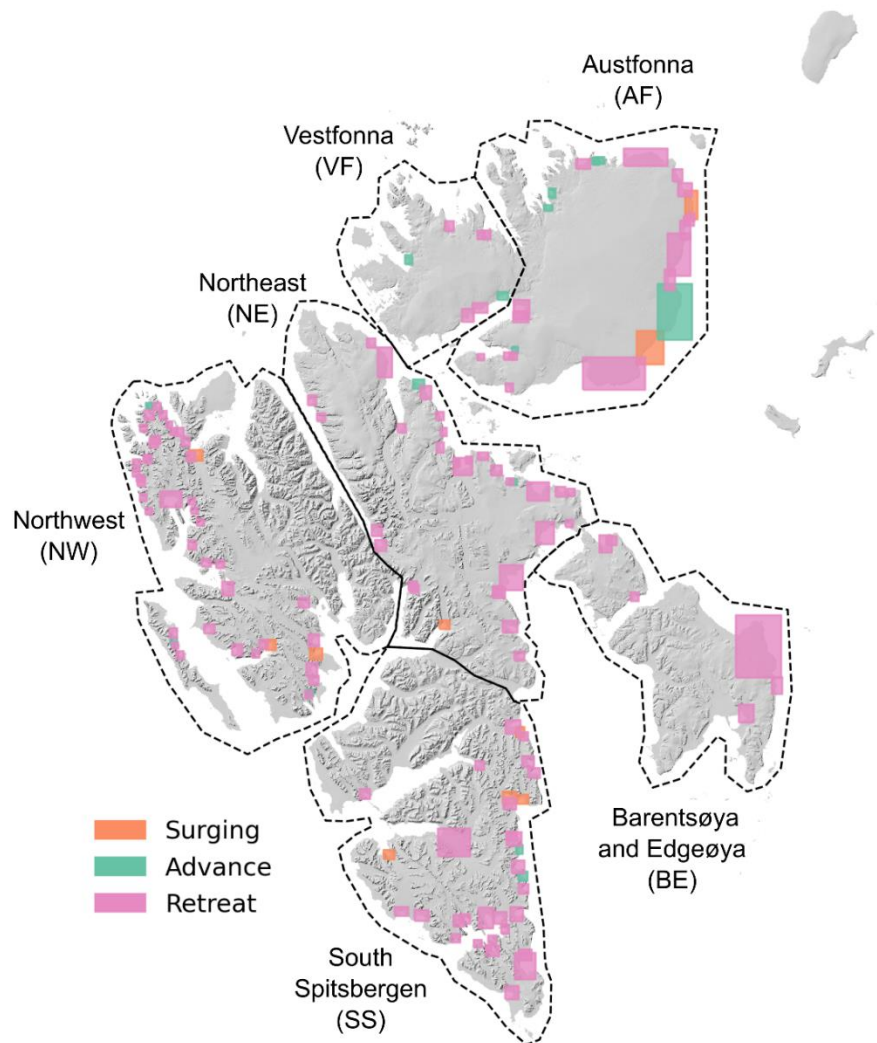 Austfonna
(AF)
Vestfonna
(VF)
Northeast
(NE)
Northwest
(NW)
Surging
Advance
Retreat
Barentsøya
and Edgeøya
(BE)
South
Spitsbergen
(SS)